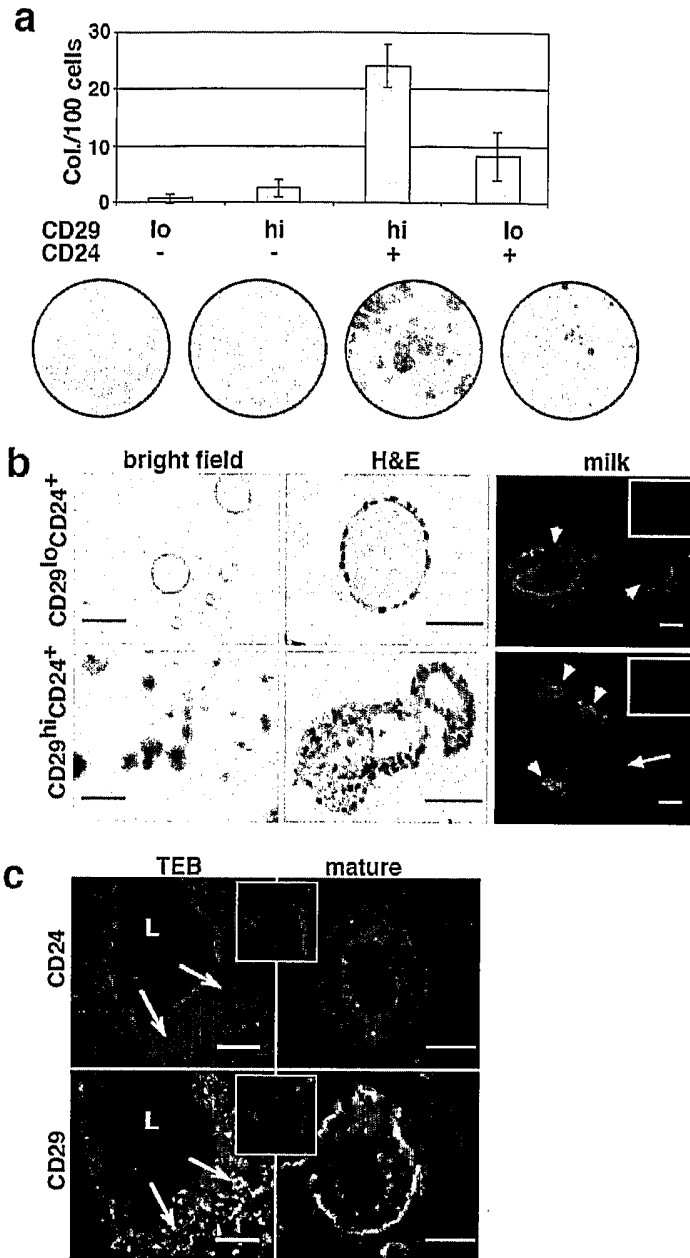 a
Col./100 cells
30
20
10
0
CD29 lo hi hi lo
CD24 - - + +
b
bright field H&E milk
CD29loCD24+
CD29hiCD24+
c
TEB mature
CD24
L
CD29
L